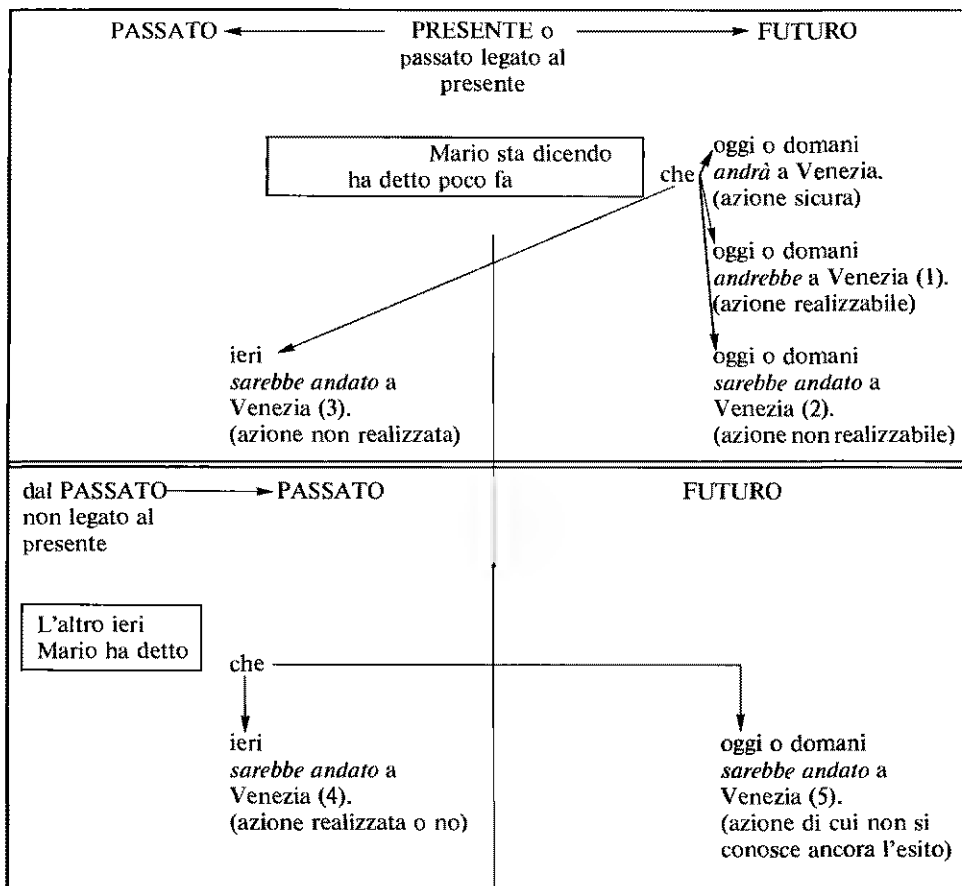 PASSATO PRESENTE o FUTURO
passato legato al
presente
Mario sta dicendo
ha detto poco fa
che
oggi o domani
andrà a Venezia.
(azione sicura)
oggi o domani
andrebbe a Venezia (1).
(azione realizzabile)
ieri
sarebbe andato a
Venezia (3).
(azione non realizzata)
oggi o domani
sarebbe andato a
Venezia (2).
(azione non realizzabile)
dal PASSATO PASSATO FUTURO
non legato al
presente
L'altro ieri
Mario ha detto
che
ieri
sarebbe andato a
Venezia (4).
(azione realizzata o no)
oggi o domani
sarebbe andato a
Venezia (5).
(azione di cui non si
conosce ancora l'esito)